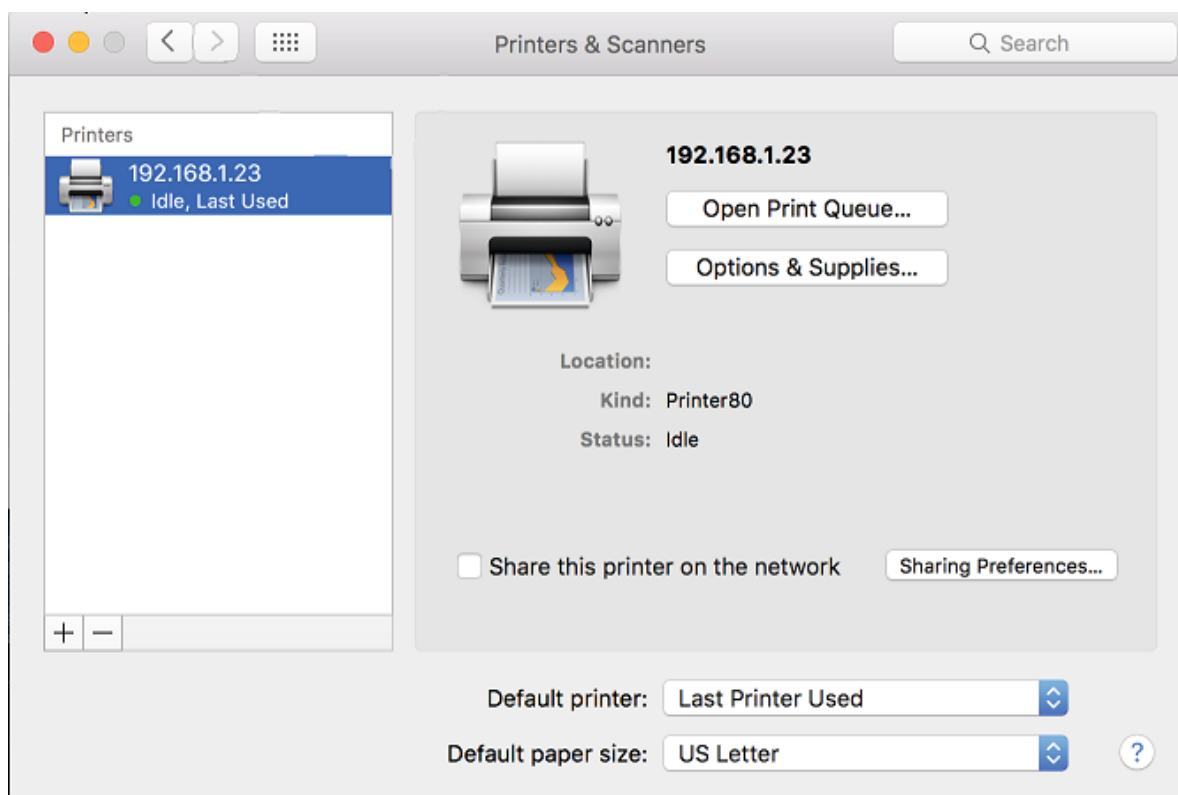 Printers & Scanners
Search
Printers
192.168.1.23
Idle, Last Used
192.168.1.23
Open Print Queue...
Options & Supplies...
Location:
Kind: Printer80
Status: Idle
Share this printer on the network
Sharing Preferences...
+ −
Default printer: Last Printer Used
Default paper size: US Letter
?